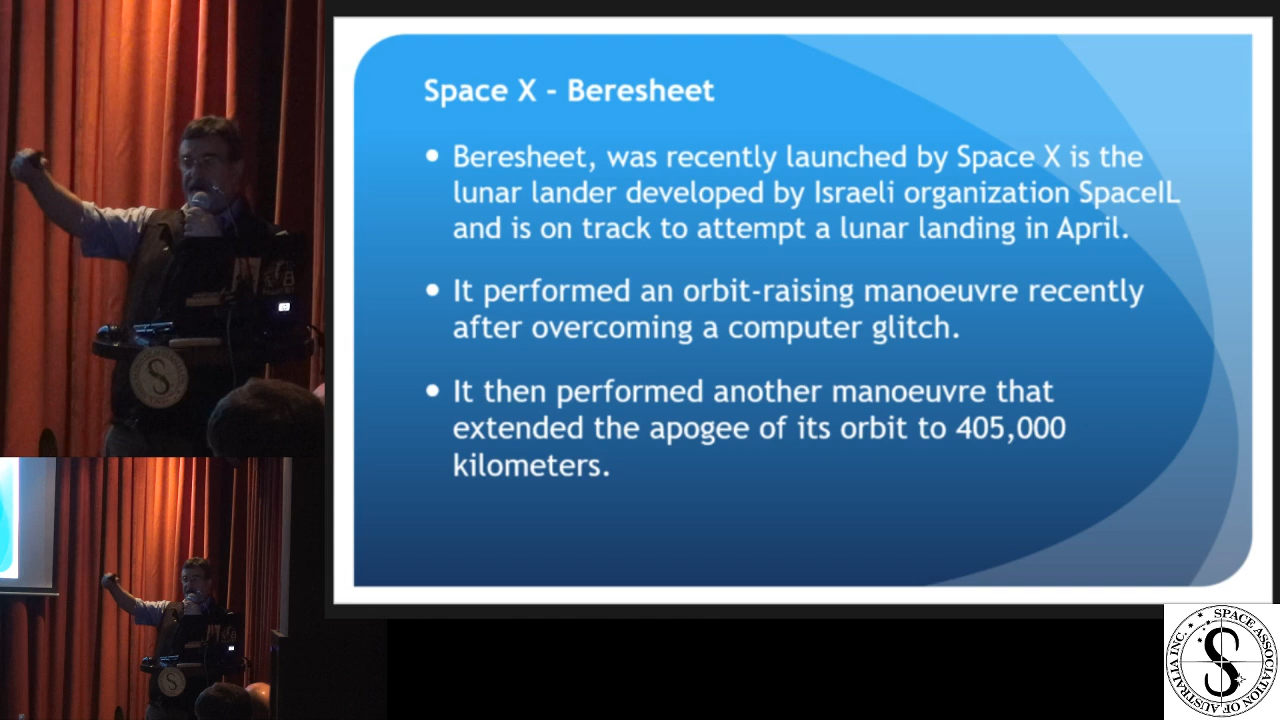 Space X - Beresheet
• Beresheet, was recently launched by Space X is the
lunar lander developed by Israeli organization SpaceIL
and is on track to attempt a lunar landing in April.
• It performed an orbit-raising manoeuvre recently
after overcoming a computer glitch.
• It then performed another manoeuvre that
extended the apogee of its orbit to 405,000
kilometers.
SPACE ASSOCIATION OF AUSTRALIA INC.
S